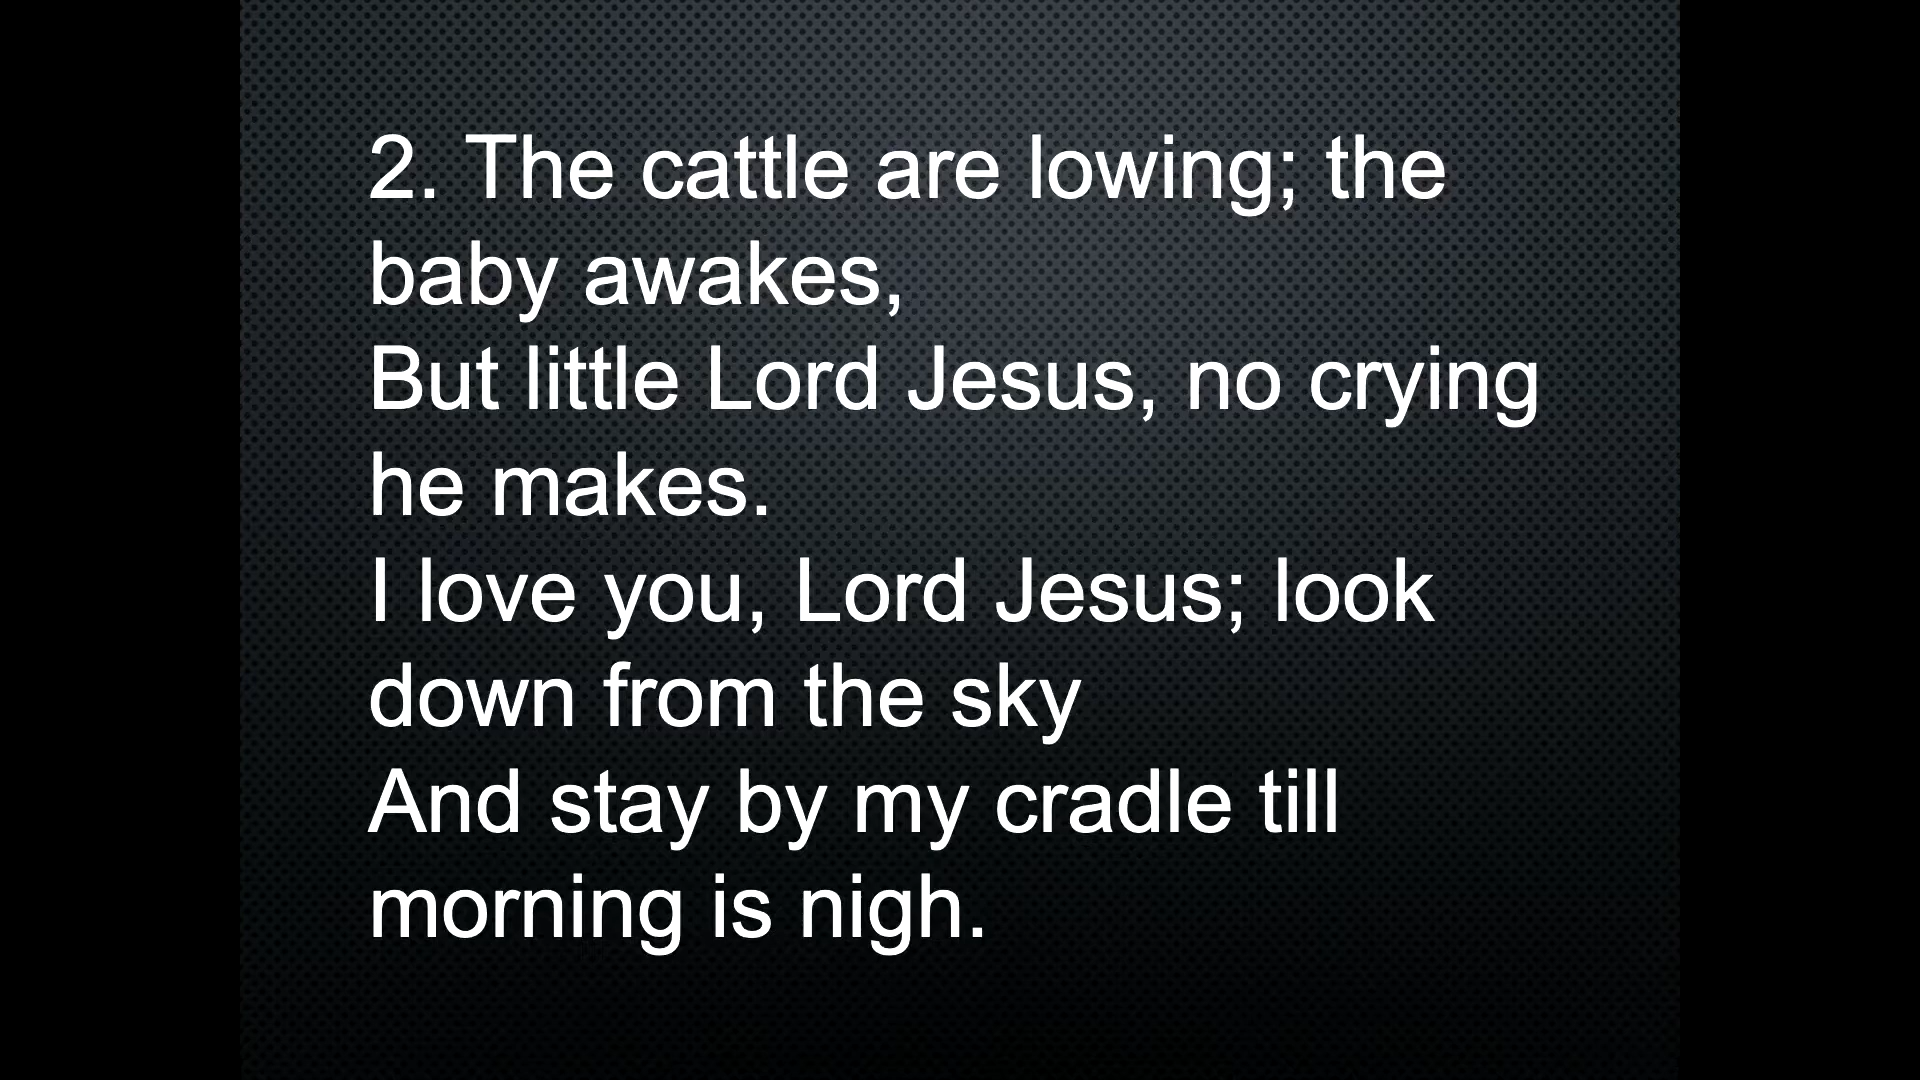 2. The cattle are lowing; the
baby awakes,
But little Lord Jesus, no crying
he makes.
I love you, Lord Jesus; look
down from the sky
And stay by my cradle till
morning is nigh.